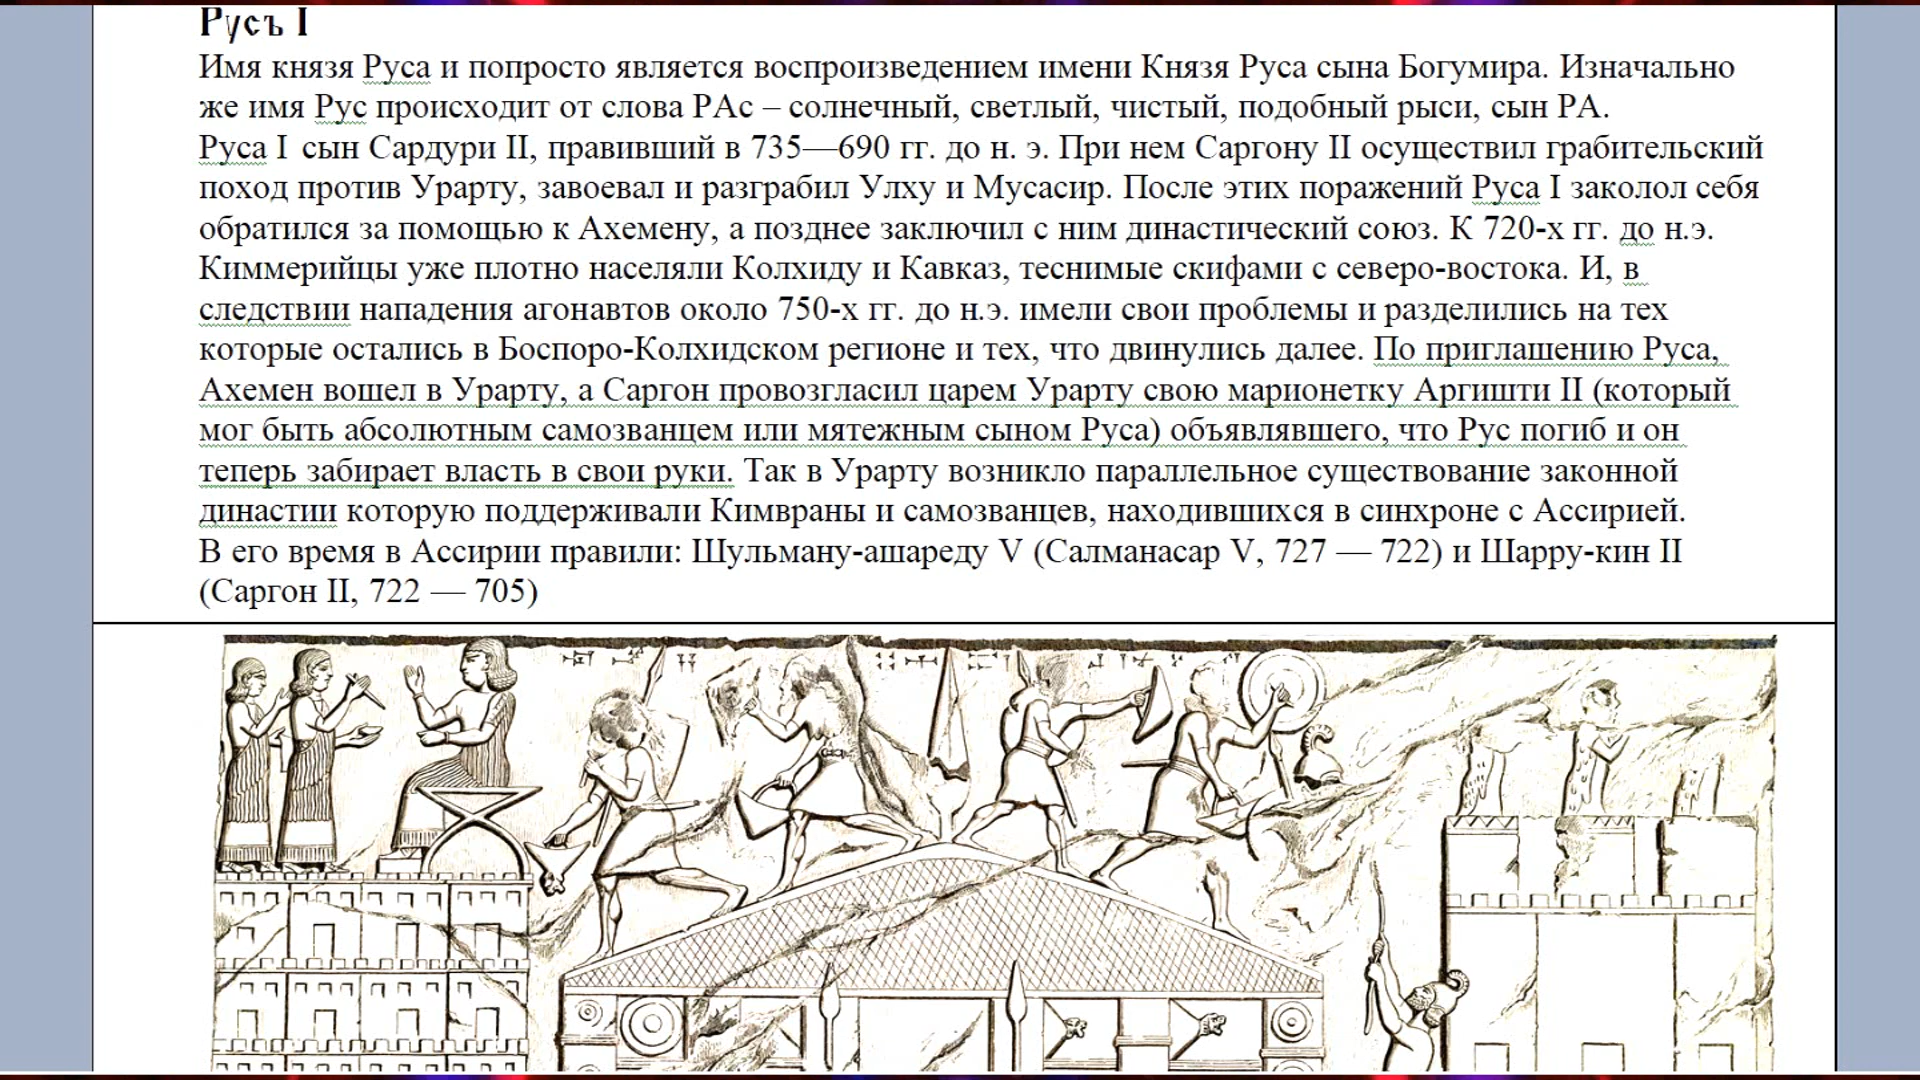 Русъ I
Имя князя Руса и попросто является воспроизведением имени Князя Руса сына Богумира. Изначально
же имя Рус происходит от слова РАс – солнечный, светлый, чистый, подобный рыси, сын РА.
Руса I сын Сардури II, правивший в 735—690 гг. до н. э. При нем Саргону II осуществил грабительский
поход против Урарту, завоевал и разграбил Улху и Мусасир. После этих поражений Руса I заколол себя
обратился за помощью к Ахемену, а позднее заключил с ним династический союз. К 720-х гг. до н.э.
Киммерийцы уже плотно населяли Колхиду и Кавказ, теснимые скифами с северо-востока. И, в
следствии нападения агонавтов около 750-х гг. до н.э. имели свои проблемы и разделились на тех
которые остались в Боспоро-Колхидском регионе и тех, что двинулись далее. По приглашению Руса,
Ахемен вошел в Урарту, а Саргон провозгласил царем Урарту свою марионетку Аргишти II (который
мог быть абсолютным самозванцем или мятежным сыном Руса) объявлявшего, что Рус погиб и он
теперь забирает власть в свои руки. Так в Урарту возникло параллельное существование законной
династии которую поддерживали Кимвраны и самозванцев, находившихся в синхроне с Ассирией.
В его время в Ассирии правили: Шульману-ашареду V (Салманасар V, 727 — 722) и Шарру-кин II
(Саргон II, 722 — 705)